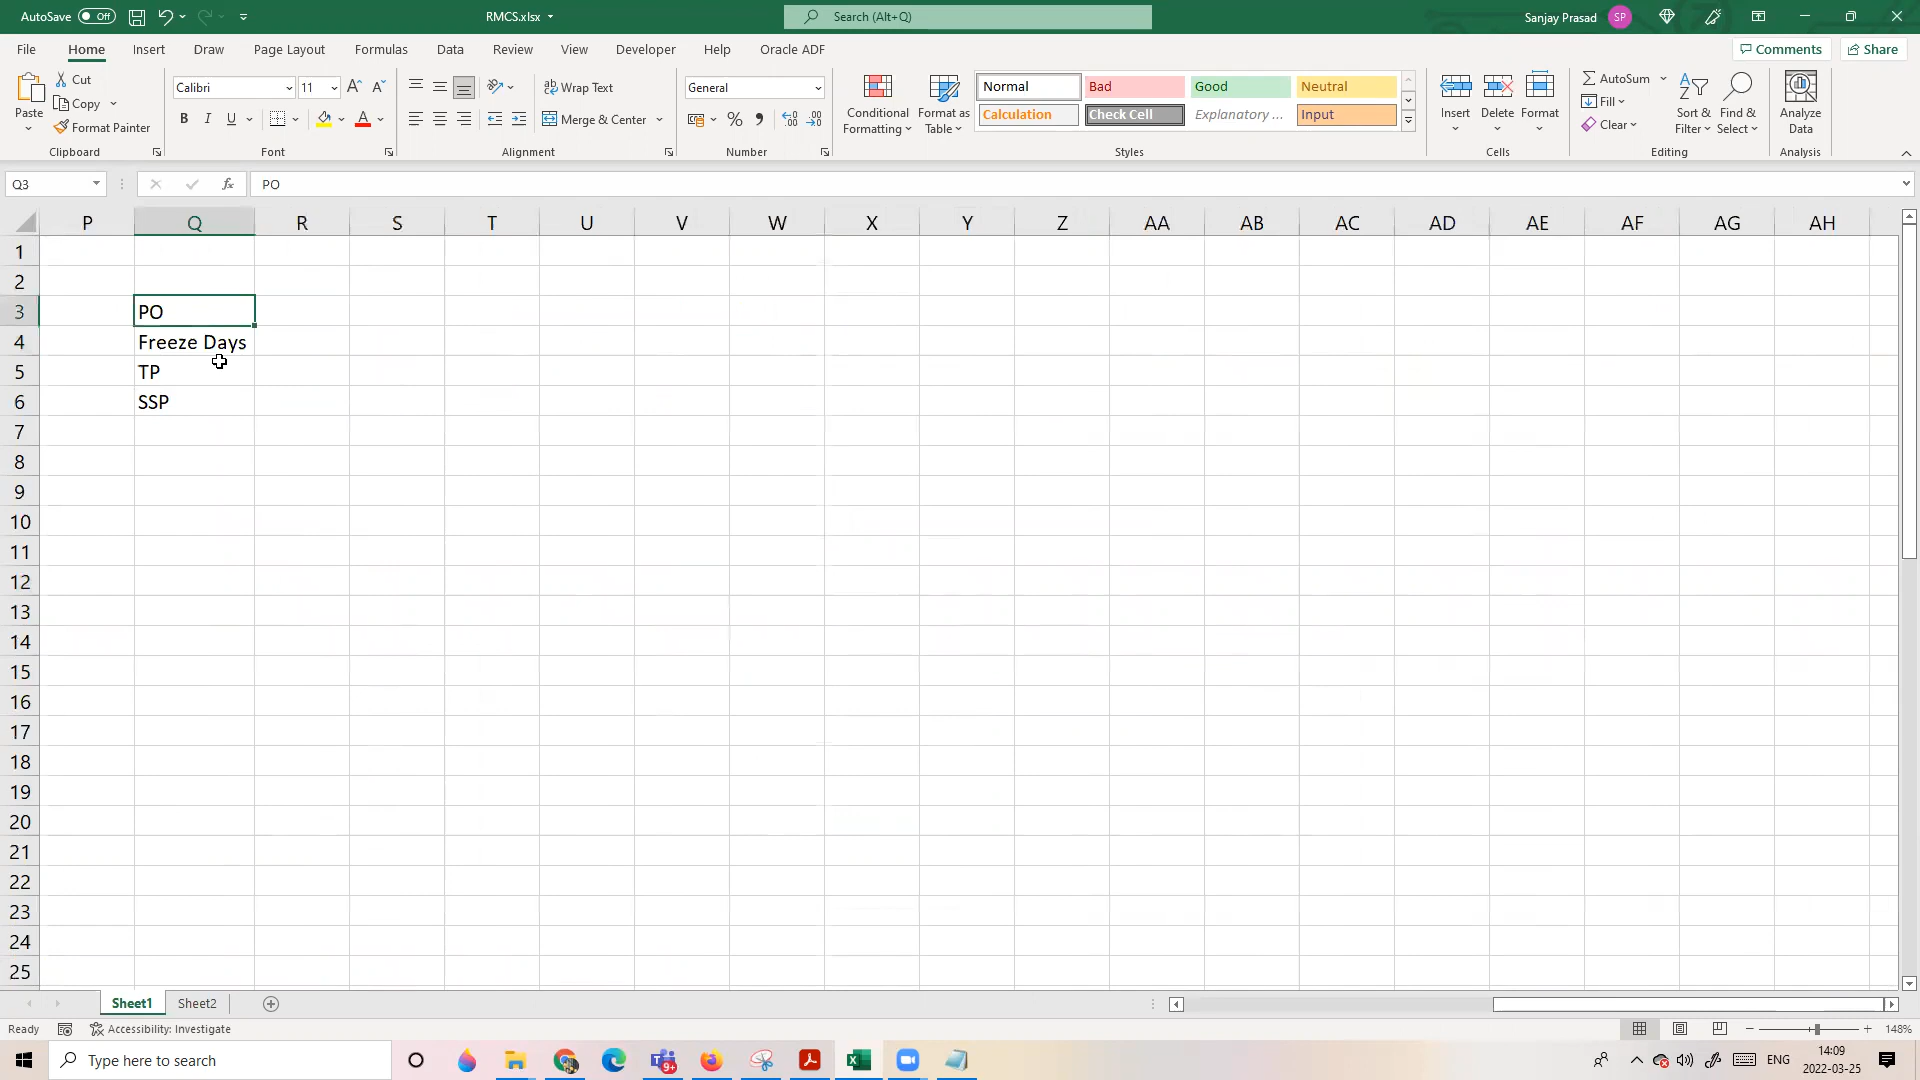 AutoSave Off RMCS.xlsx Search (Alt+Q) Sanjay Prasad SP
File Home Insert Draw Page Layout Formulas Data Review View Developer Help Oracle ADF Comments Share
Paste Cut Copy Format Painter
Calibri 11 B I U
Wrap Text
Merge & Center
General
% 9
Conditional Formatting Format as Table
Normal Bad Good Neutral
Calculation Check Cell Explanatory ... Input
Insert Delete Format
AutoSum
Fill
Clear
Sort & Filter Find & Select
Analyze Data
Clipboard Font Alignment Number Styles Cells Editing Analysis
Q3 fx PO
P Q R S T U V W X Y Z AA AB AC AD AE AF AG AH
1
2
3 PO
4 Freeze Days
5 TP
6 SSP
7
8
9
10
11
12
13
14
15
16
17
18
19
20
21
22
23
24
25
Sheet1 Sheet2
Ready Accessibility: Investigate 148%
Type here to search 9+ ENG 14:09
2022-03-25